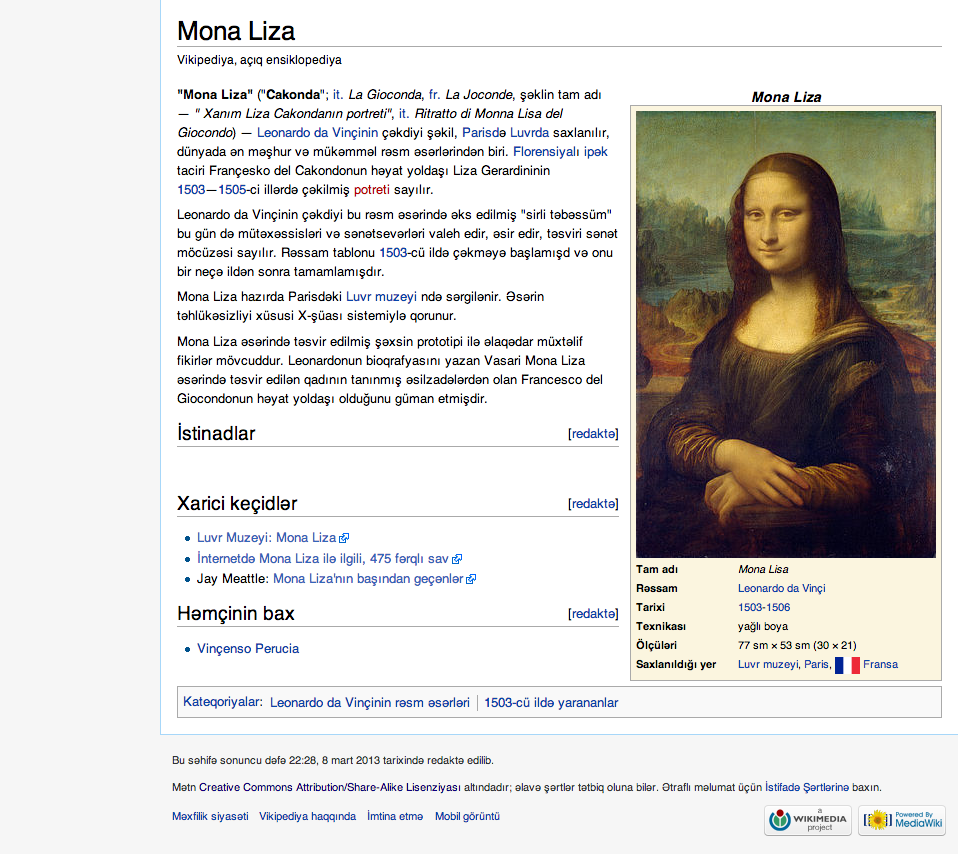 Mona Liza
Vikipediya, açıq ensiklopediya
"Mona Liza" ("Cakonda"; it. La Gioconda, fr. La Joconde, şəklin tam adı
— " Xanım Liza Cakondanın portreti", it. Ritratto di Monna Lisa del
Giocondo) — Leonardo da Vinçinin çəkdiyi şəkil, Parisdə Luvrda saxlanılır,
dünyada ən məşhur və mükəmməl rəsm əsərlərindən biri. Florensiyalı ipək
taciri Françesko del Cakondonun həyat yoldaşı Liza Gerardininin
1503—1505-ci illərdə çəkilmiş potreti sayılır.
Leonardo da Vinçinin çəkdiyi bu rəsm əsərində əks edilmiş "sirli təbəssüm"
bu gün də mütəxəssisləri və sənətsevərləri valeh edir, əsir edir, təsviri sənət
möcüzəsi sayılır. Rəssam tablonu 1503-cü ildə çəkməyə başlamışd və onu
bir neçə ildən sonra tamamlamışdır.
Mona Liza hazırda Parisdəki Luvr muzeyi ndə sərgilənir. Əsərin
təhlükəsizliyi xüsusi X-şüası sistemiylə qorunur.
Mona Liza əsərində təsvir edilmiş şəxsin prototipi ilə əlaqədar müxtəlif
fikirlər mövcuddur. Leonardonun bioqrafyasını yazan Vasari Mona Liza
əsərində təsvir edilən qadının tanınmış əsilzadələrdən olan Francesco del
Giocondonun həyat yoldaşı olduğunu güman etmişdir.
İstinadlar [redaktə]
Xarici keçidlər [redaktə]
Luvr Muzeyi: Mona Liza
İnternetdə Mona Liza ilə ilgili, 475 fərqlı sav
Jay Meattle: Mona Liza'nın başından geçənlər
Həmçinin bax [redaktə]
Vinçenso Perucia
Mona Liza
Tam adı Mona Lisa
Rəssam Leonardo da Vinçi
Tarixi 1503-1506
Texnikası yağlı boya
Ölçüləri 77 sm × 53 sm (30 × 21)
Saxlanıldığı yer Luvr muzeyi, Paris, Fransa
Kateqoriyalar: Leonardo da Vinçinin rəsm əsərləri | 1503-cü ildə yarananlar
Bu səhifə sonuncu dəfə 22:28, 8 mart 2013 tarixində redaktə edilib.
Mətn Creative Commons Attribution/Share-Alike Lisenziyası altındadır; əlavə şərtlər tətbiq oluna bilər. Ətraflı məlumat üçün İstifadə Şərtlərinə baxın.
Məxfilik siyasəti Vikipediya haqqında İmtina etmə Mobil görüntü
a
WIKIMEDIA
project
Powered By
MediaWiki